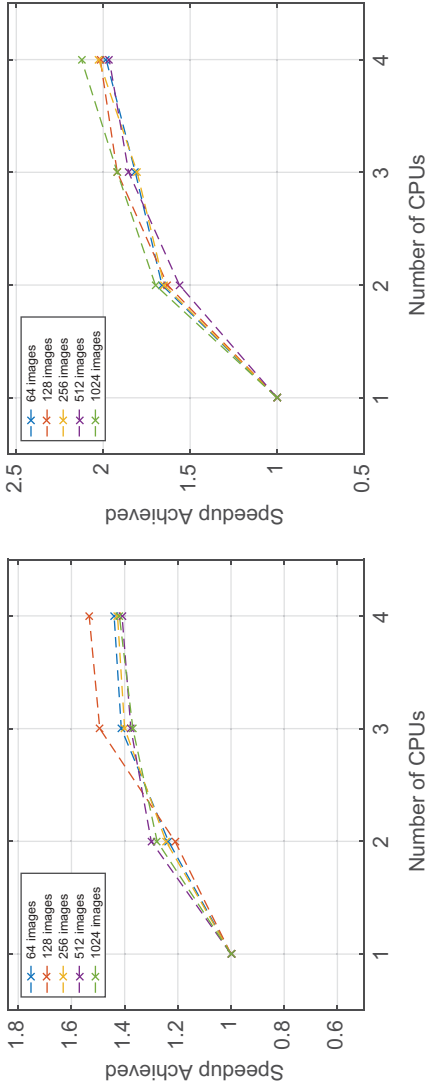 64 images
128 images
256 images
512 images
1024 images
1.8
1.6
1.4
1.2
1
0.8
0.6
Speedup Achieved
1
2
3
4
Number of CPUs
64 images
128 images
256 images
512 images
1024 images
2.5
2
1.5
1
0.5
Speedup Achieved
1
2
3
4
Number of CPUs